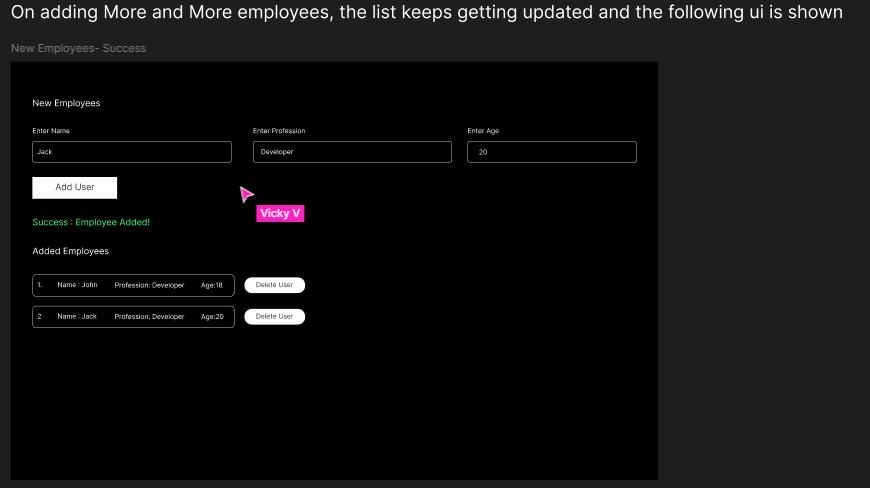 On adding More and More employees, the list keeps getting updated and the following ui is shown
New Employees- Success
New Employees
Enter Name Enter Profession Enter Age
Jack Developer 20
Add User
Vicky V
Success : Employee Added!
Added Employees
1. Name : John Profession: Developer Age:18 Delete User
2 Name : Jack Profession: Developer Age:20 Delete User